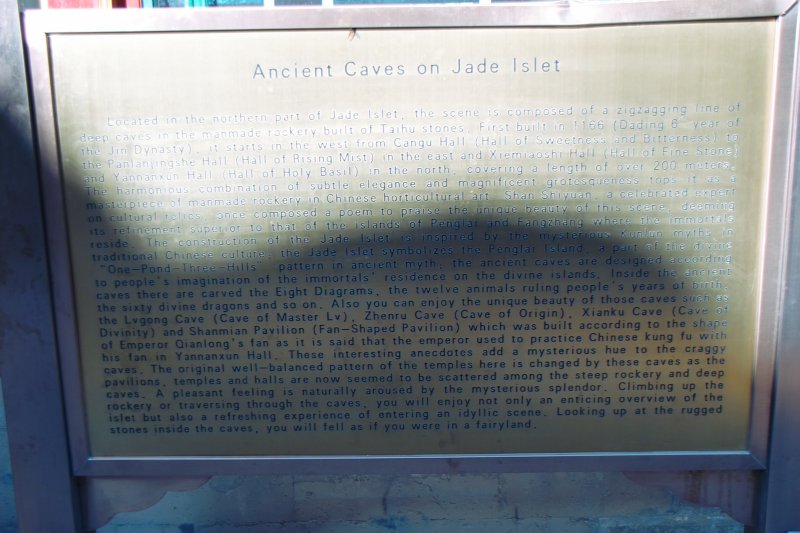 Ancient Caves on Jade Islet
Located in the northern part of Jade Islet, the scene is composed of a zigzagging line of
deep caves in the manmade rockery built of Taihu stones. First built in 1166 (Dading 6th year of
the Jin Dynasty), it starts in the west from Canqu Hall (Hall of Sweetness and Bitterness) to
the Panlanjingshe Hall (Hall of Rising Mist) in the east and Xiemiaoshi Hall (Hall of Fine Stone)
and Yannanxun Hall (Hall of Holy Basil) in the north, covering a length of over 200 meters.
The harmonious combination of subtle elegance and magnificent grotesqueness tops it as a
masterpiece of manmade rockery in Chinese horticultural art. Shan Shiyuan, a celebrated expert
on cultural relics, once composed a poem to praise the unique beauty of this scene, deeming
its refinement superior to that of the islands of Penglai and Fangzhang where the immortals
reside. The construction of the Jade Islet is inspired by the mysterious Kunlun myths in
traditional Chinese culture, the Jade Islet symbolizes the Penglai Island, a part of the divine
"One-Pond-Three-Hills" pattern in ancient myth, the ancient caves are designed according
to people's imagination of the immortals' residence on the divine islands. Inside the ancient
caves there are carved the Eight Diagrams, the twelve animals ruling people's years of birth,
the sixty divine dragons and so on. Also you can enjoy the unique beauty of those caves such as
the Lvgong Cave (Cave of Master Lv), Zhenru Cave (Cave of Origin), Xianku Cave (Cave of
Divinity) and Shanmian Pavilion (Fan-Shaped Pavilion) which was built according to the shape
of Emperor Qianlong's fan as it is said that the emperor used to practice Chinese kung fu with
his fan in Yannanxun Hall. These interesting anecdotes add a mysterious hue to the craggy
caves. The original well-balanced pattern of the temples here is changed by these caves as the
pavilions, temples and halls are now seemed to be scattered among the steep rockery and deep
caves. A pleasant feeling is naturally aroused by the mysterious splendor. Climbing up the
rockery or traversing through the caves, you will enjoy not only an enticing overview of the
islet but also a refreshing experience of entering an idyllic scene. Looking up at the rugged
stones inside the caves, you will fell as if you were in a fairyland.